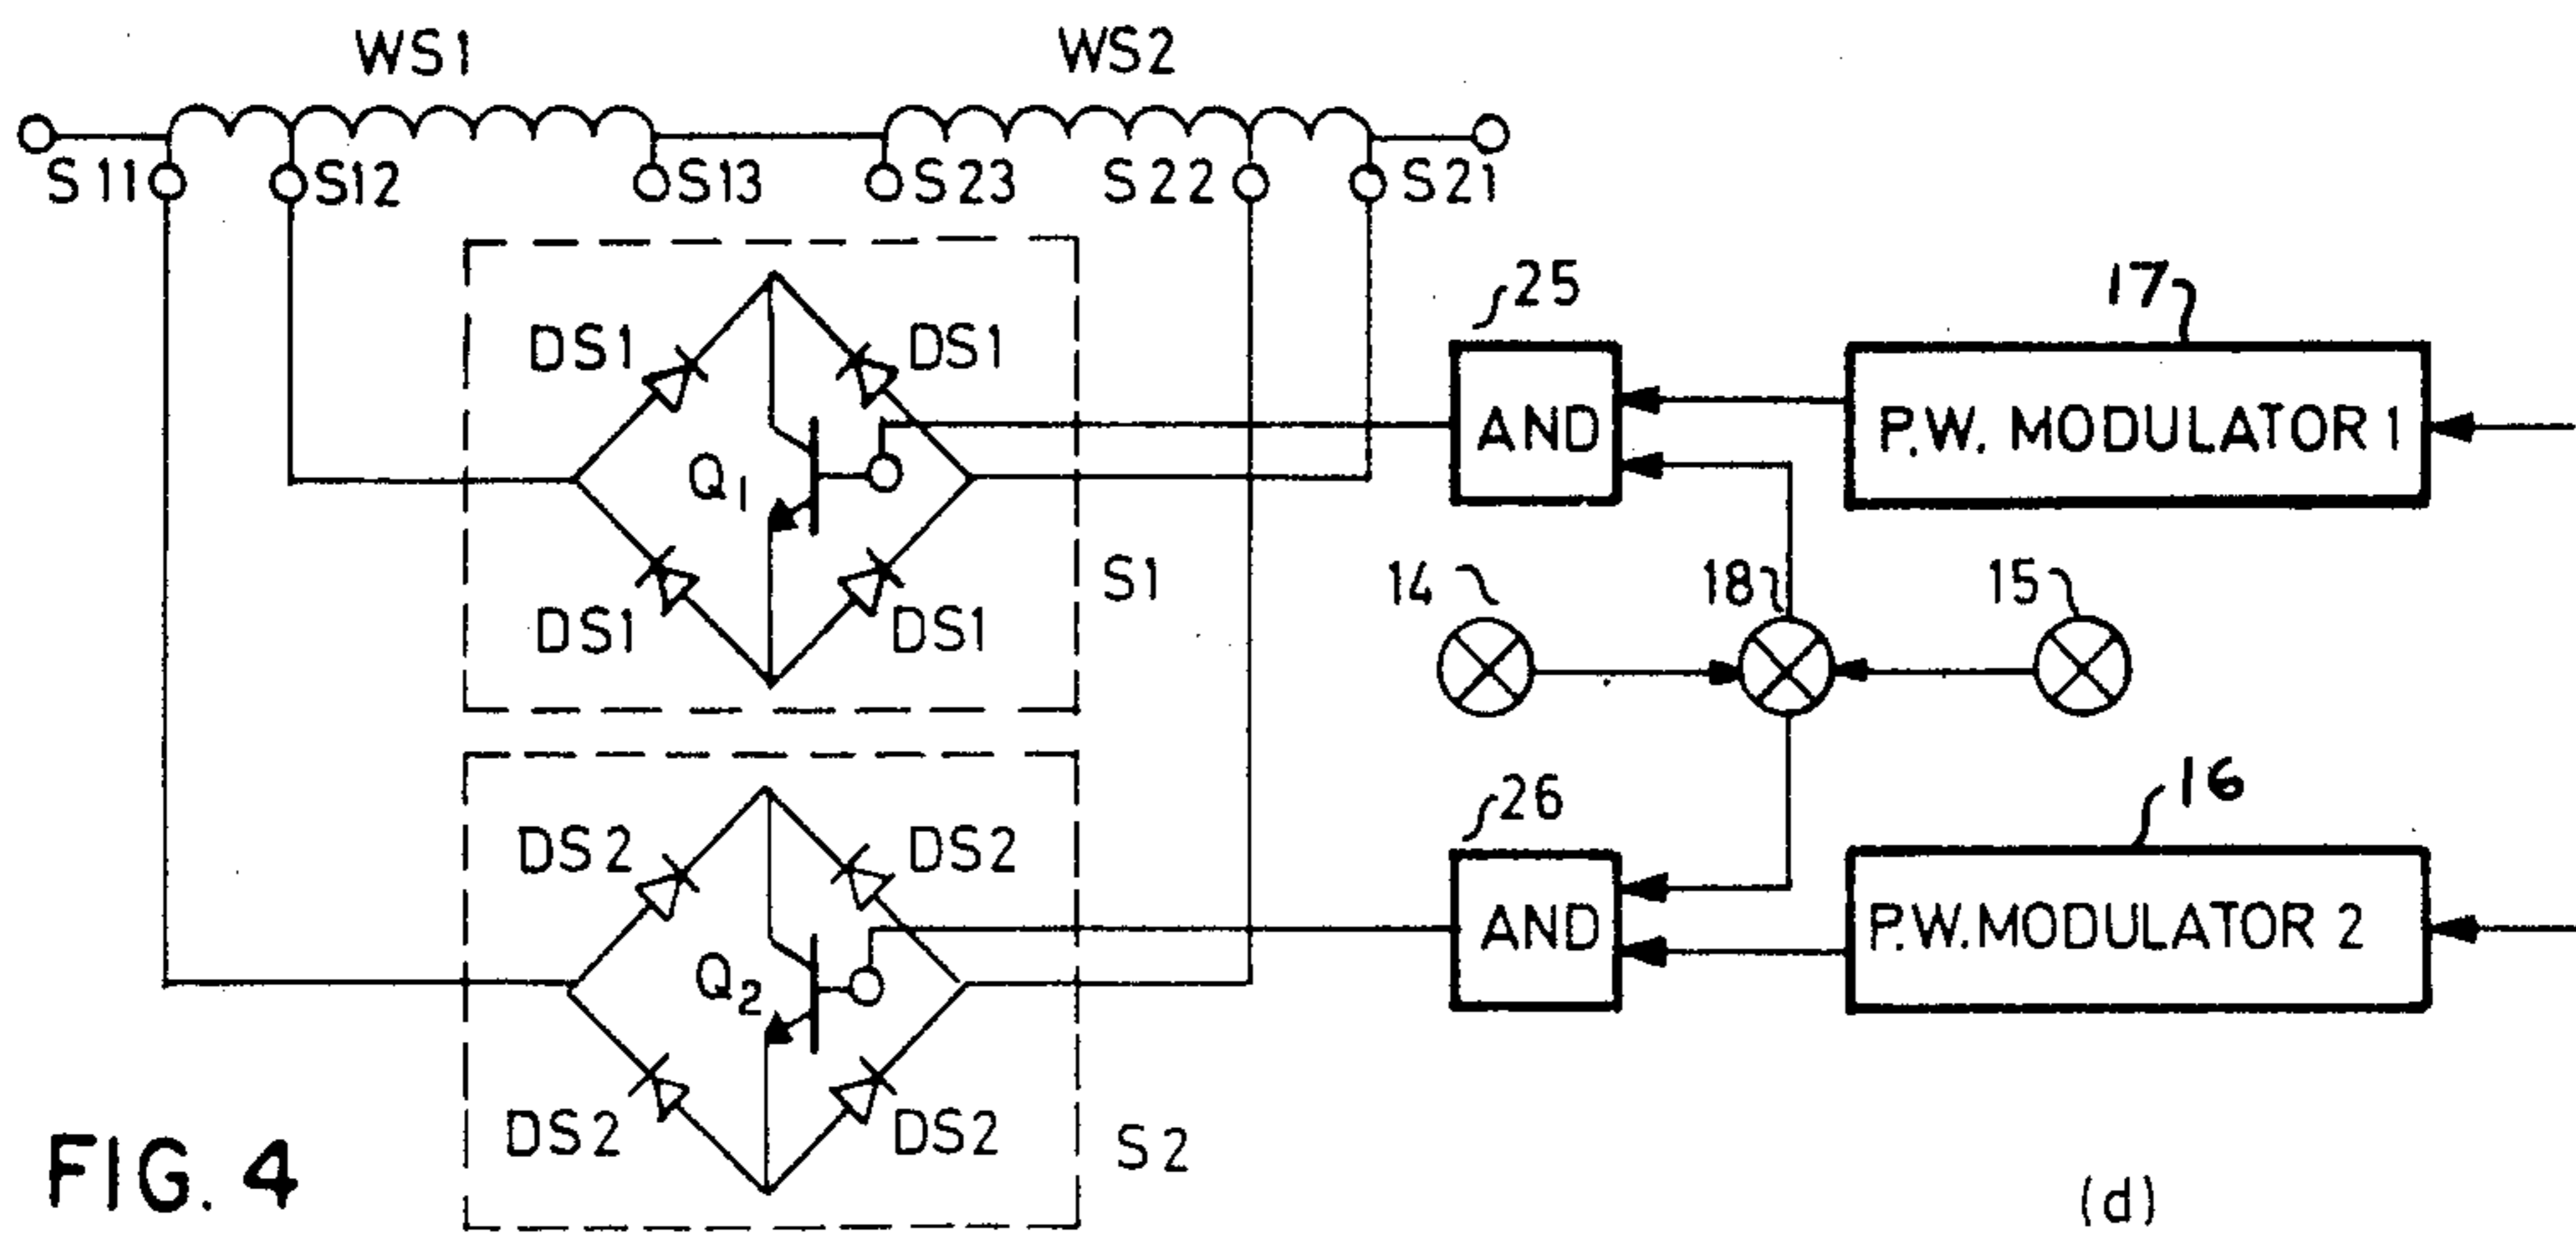 WS1 WS2
S11 S12 S13 S23 S22 S21
25 17
DS1 DS1
AND P.W. MODULATOR 1
Q1
14 18 15
S1
DS1 DS1
26 16
DS2 DS2
AND P.W. MODULATOR 2
Q2
DS2 DS2 S2
FIG. 4 (d)